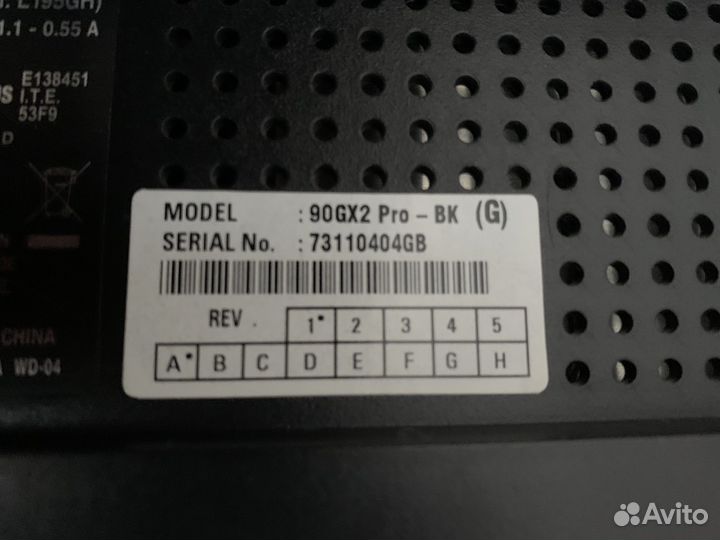 : L195GH)
1.1 - 0.55 A
E138451
US I.T.E.
53F9
D
MODEL : 90GX2 Pro - BK (G)
SERIAL No. : 73110404GB
REV . 1• 2 3 4 5
A• B C D E F G H
CHINA
WD-04
Avito